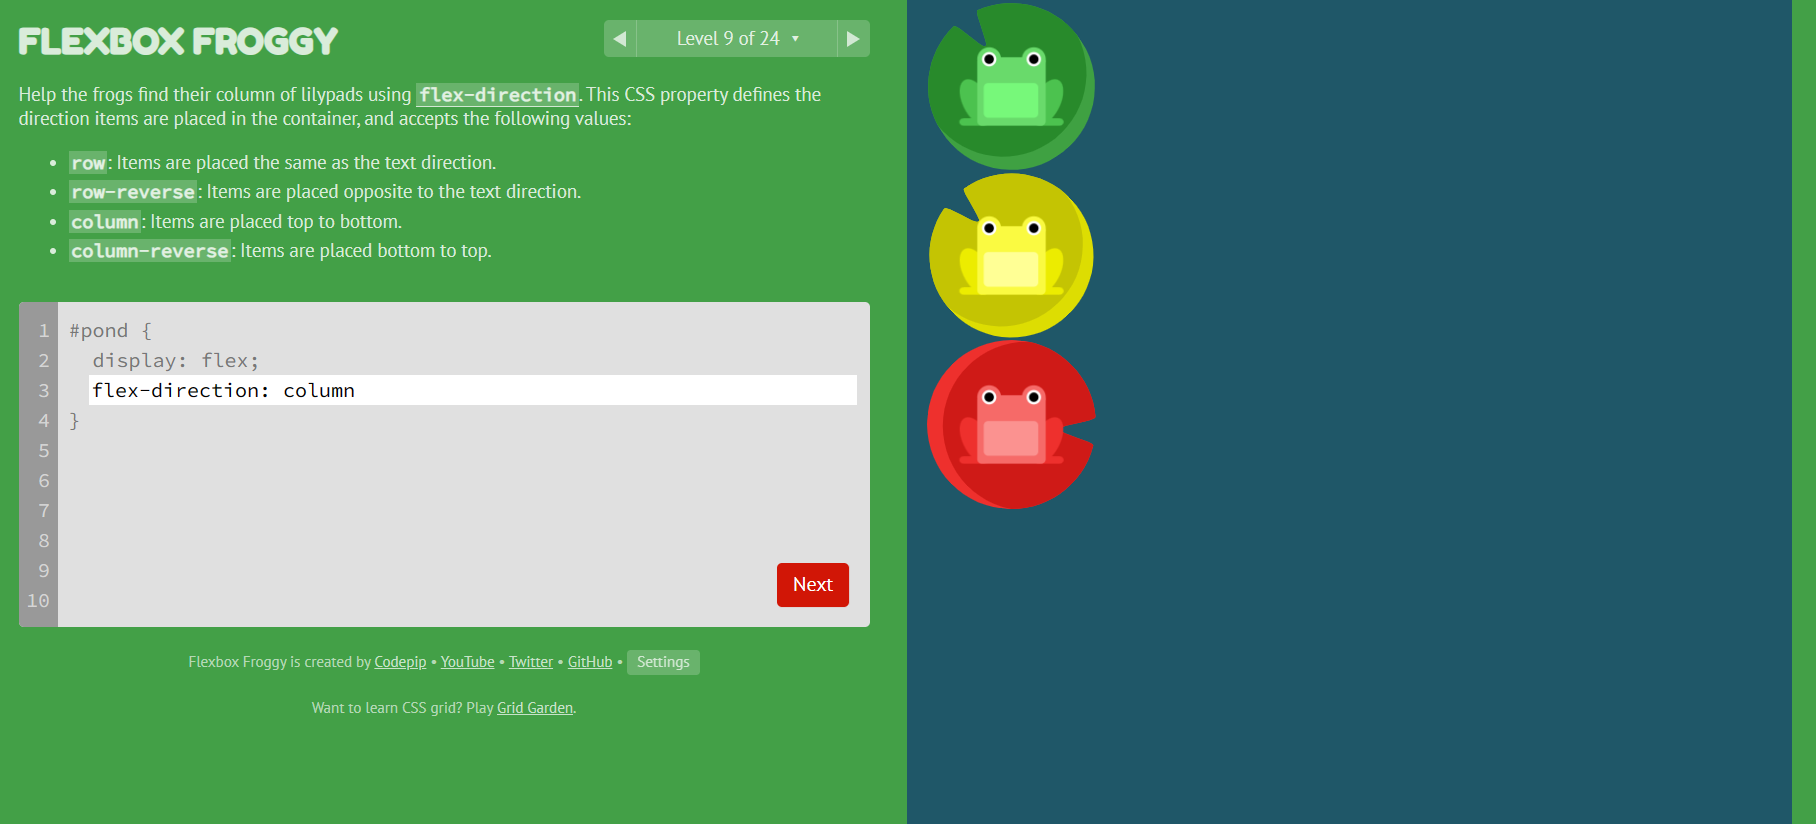 FLEXBOX FROGGY
◀ Level 9 of 24 ▼ ▶
Help the frogs find their column of lilypads using flex-direction. This CSS property defines the
direction items are placed in the container, and accepts the following values:
• row: Items are placed the same as the text direction.
• row-reverse: Items are placed opposite to the text direction.
• column: Items are placed top to bottom.
• column-reverse: Items are placed bottom to top.
1 #pond {
2 display: flex;
3 flex-direction: column
4 }
5
6
7
8
9
10
Next
Flexbox Froggy is created by Codepip • YouTube • Twitter • GitHub • Settings
Want to learn CSS grid? Play Grid Garden.